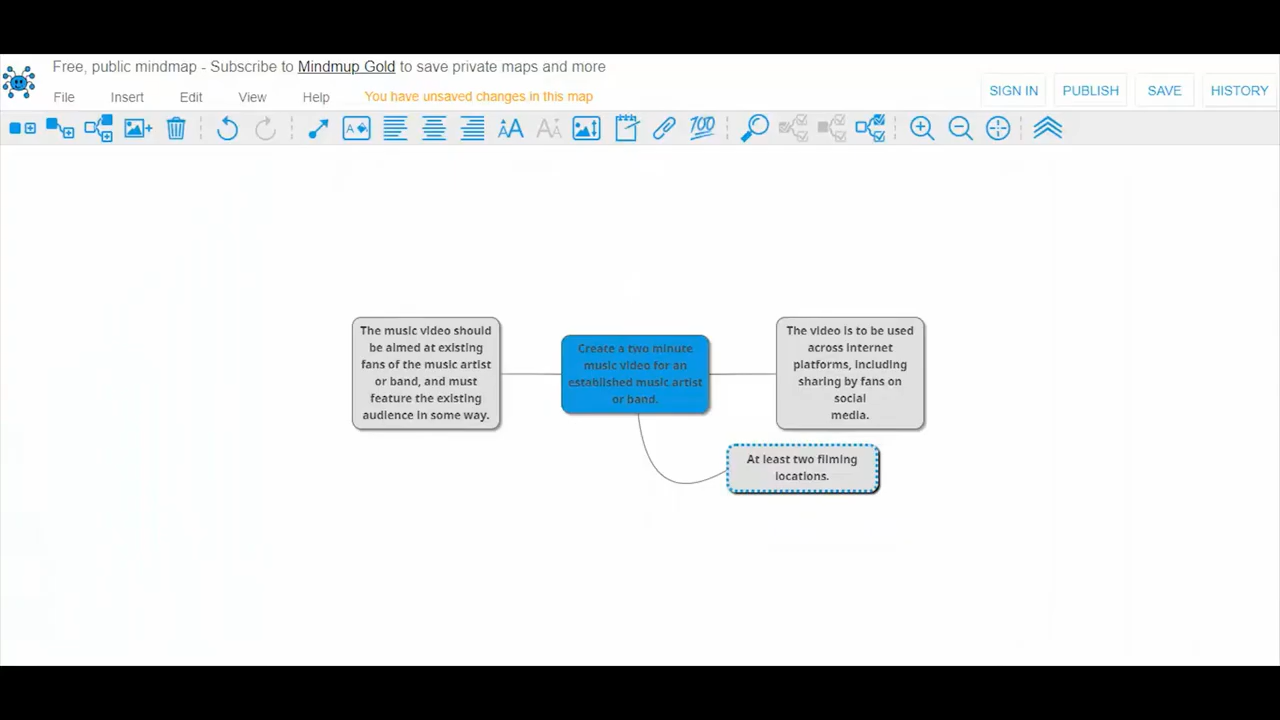 Free, public mindmap - Subscribe to Mindmup Gold to save private maps and more
File Insert Edit View Help You have unsaved changes in this map
SIGN IN PUBLISH SAVE HISTORY
The music video should
be aimed at existing
fans of the music artist
or band, and must
feature the existing
audience in some way.
Create a two minute
music video for an
established music artist
or band.
The video is to be used
across internet
platforms, including
sharing by fans on
social
media.
At least two filming
locations.